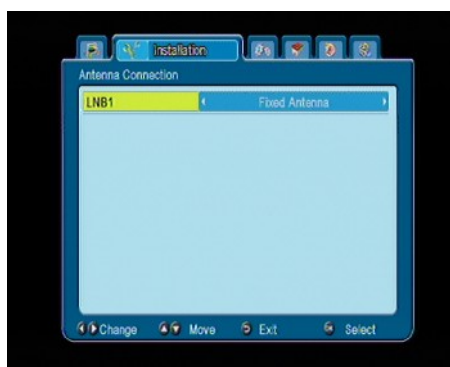 Installation
Antenna Connection
LNB1 Fixed Antenna
Change Move Exit Select